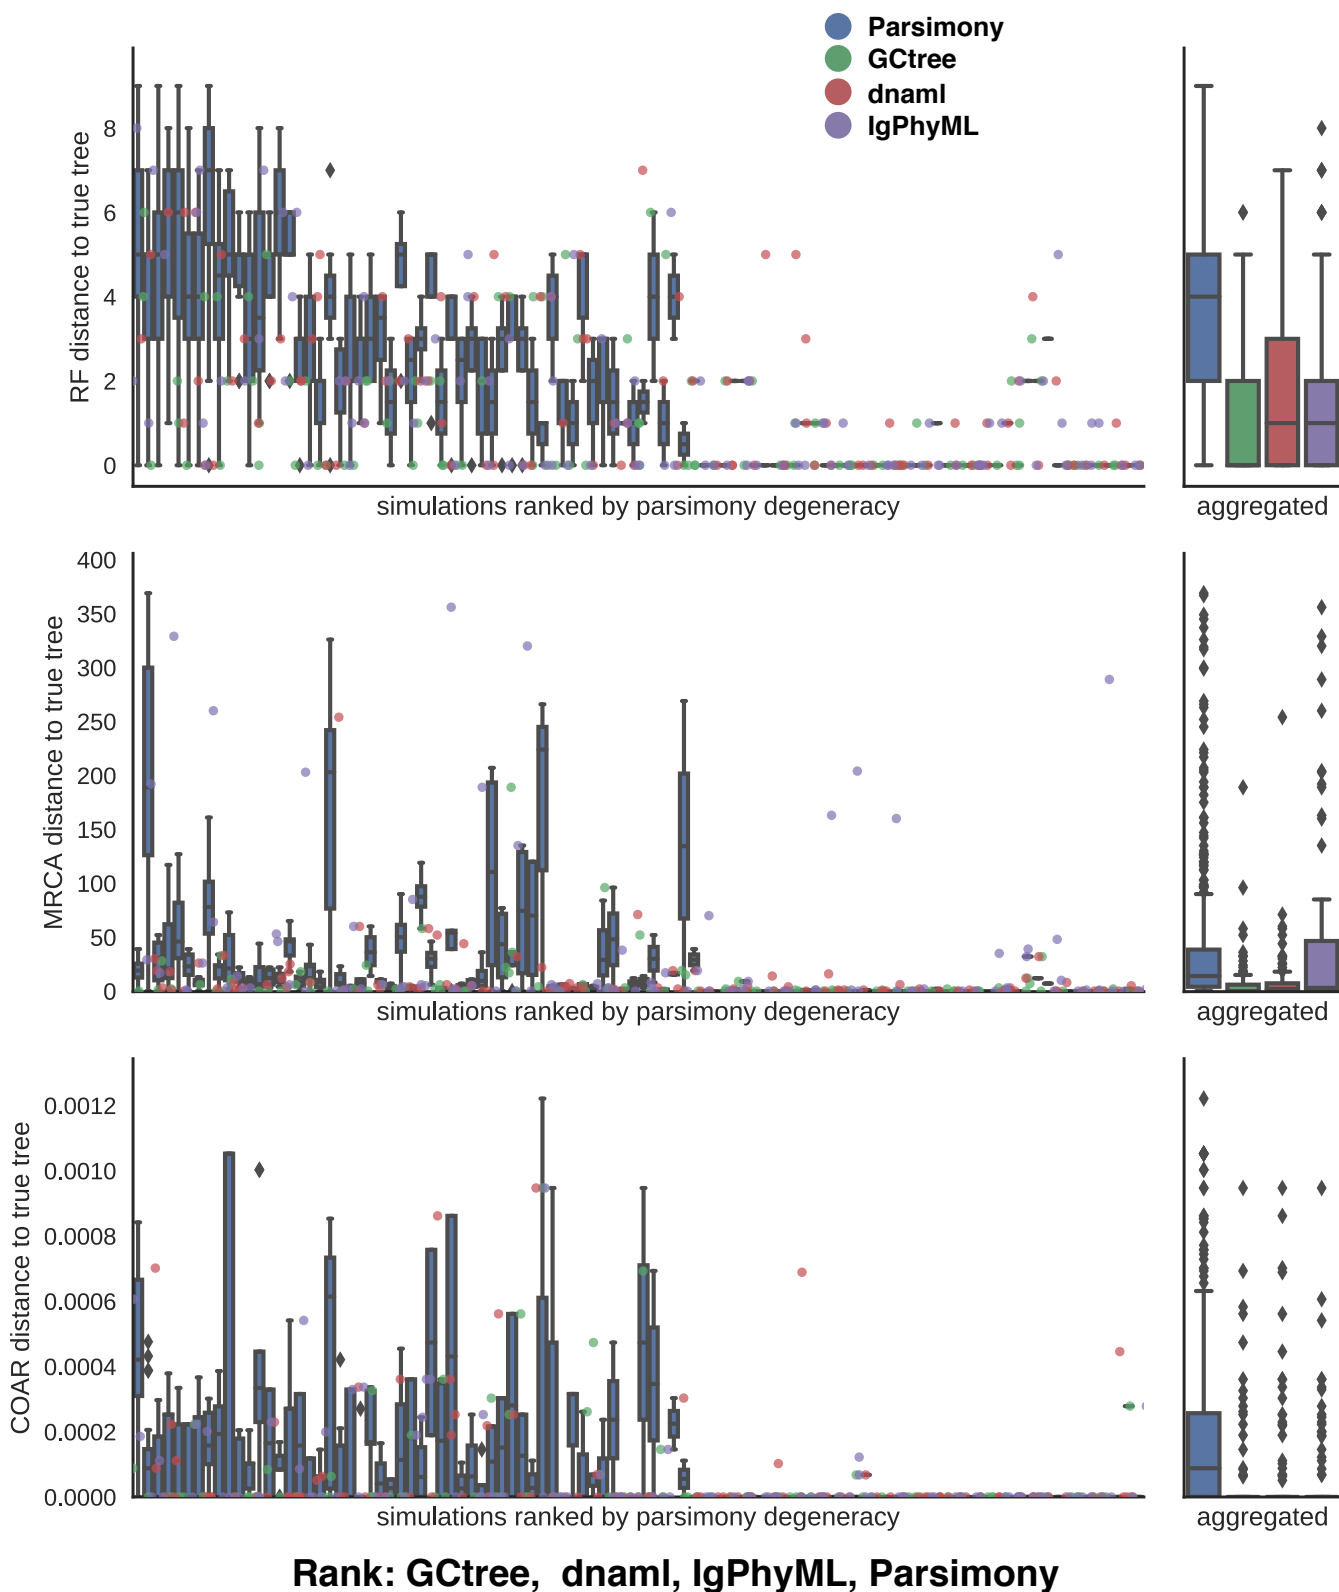 Parsimony
GCtree
dnaml
IgPhyML
RF distance to true tree
8
6
4
2
0
simulations ranked by parsimony degeneracy
aggregated
MRCA distance to true tree
400
350
300
250
200
150
100
50
0
simulations ranked by parsimony degeneracy
aggregated
COAR distance to true tree
0.0012
0.0010
0.0008
0.0006
0.0004
0.0002
0.0000
simulations ranked by parsimony degeneracy
aggregated
Rank: GCtree, dnaml, IgPhyML, Parsimony